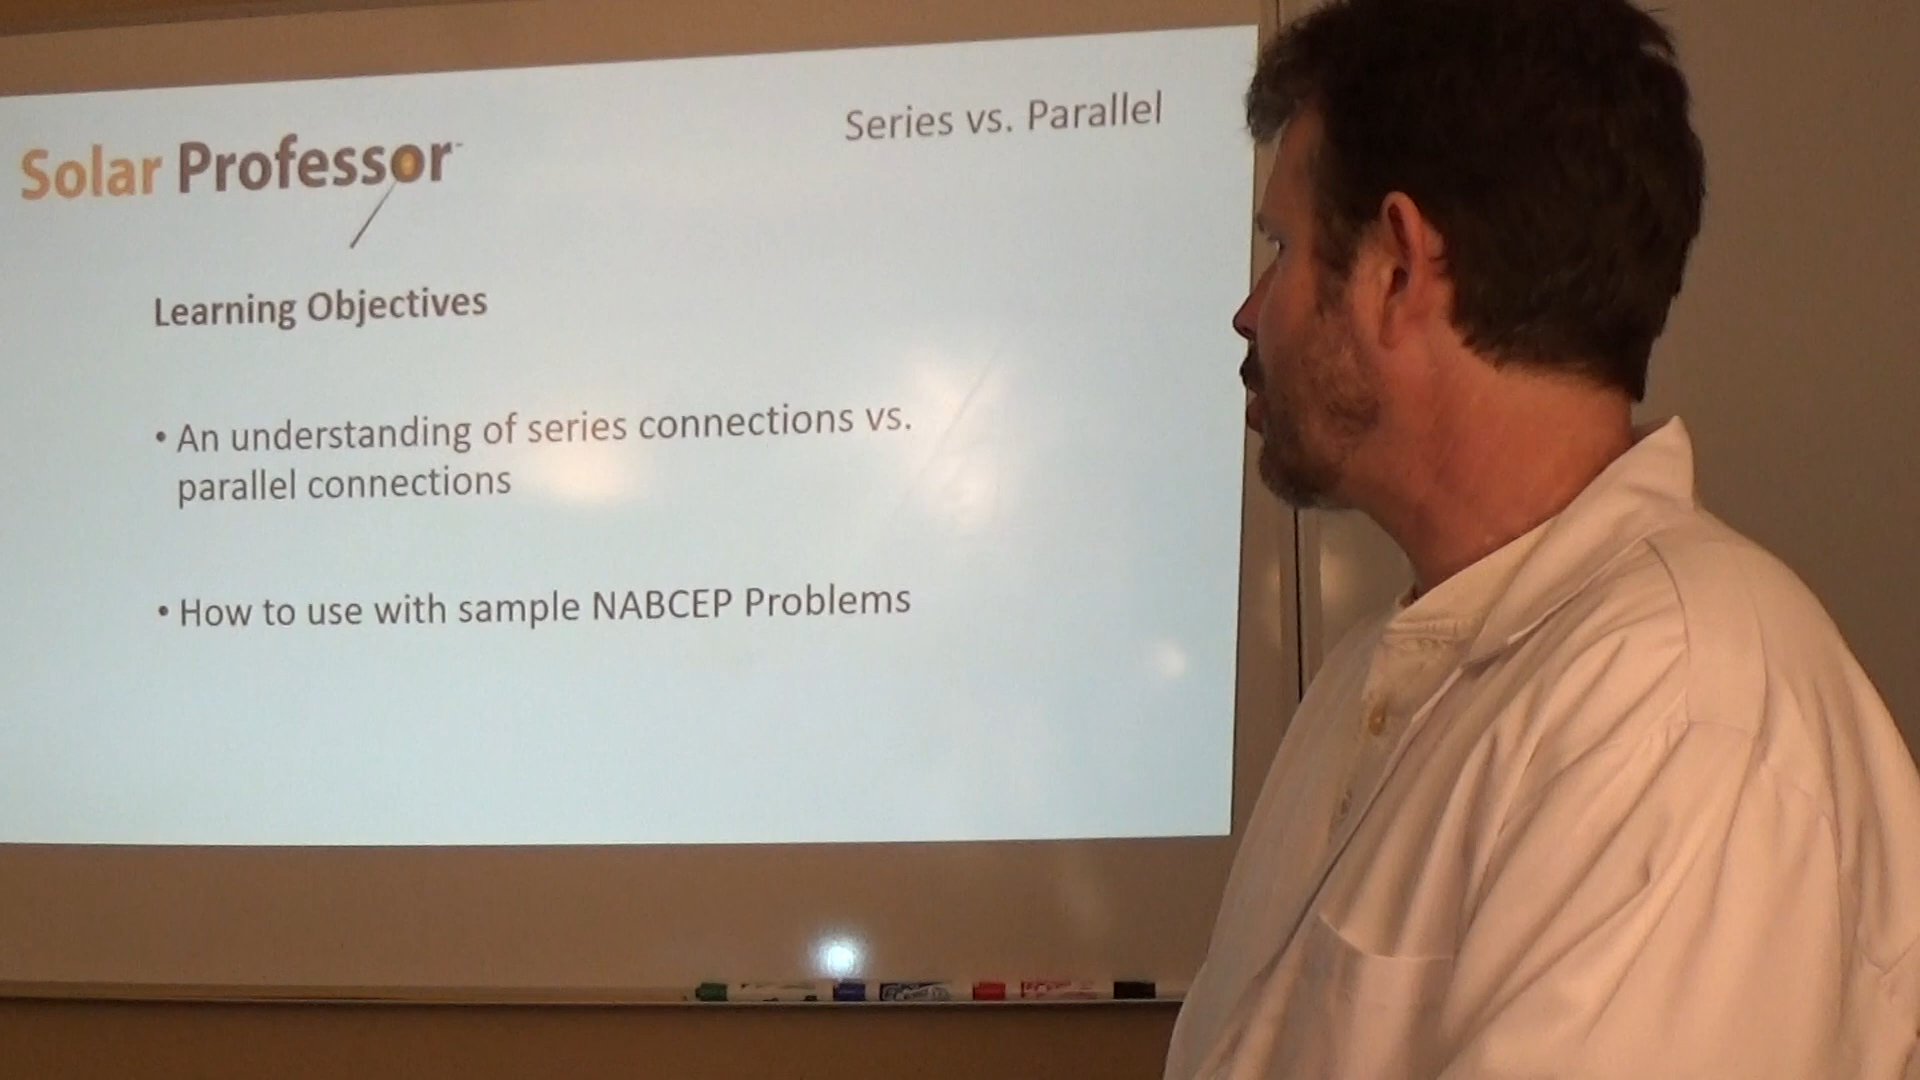 Series vs. Parallel
Solar Professor
Learning Objectives
• An understanding of series connections vs.
parallel connections
• How to use with sample NABCEP Problems